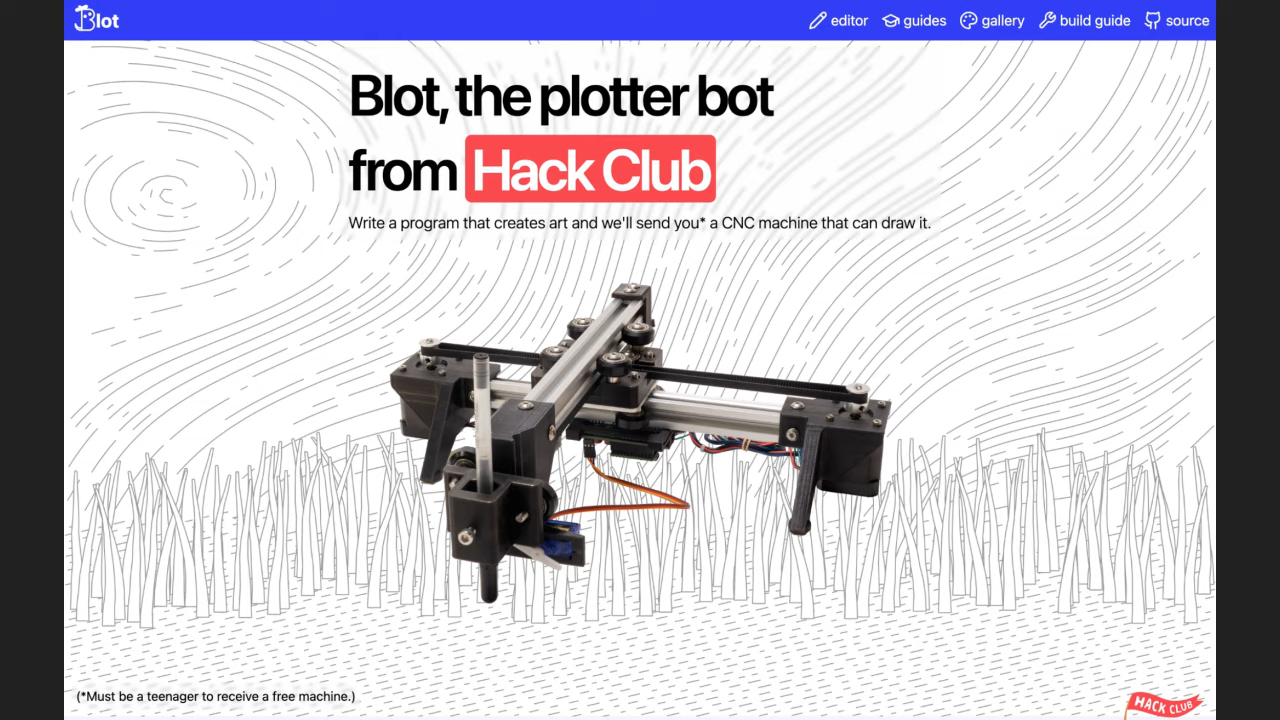 Blot
editor
guides
gallery
build guide
source
Blot, the plotter bot
from Hack Club
Write a program that creates art and we'll send you* a CNC machine that can draw it.
(*Must be a teenager to receive a free machine.)
HACK CLUB